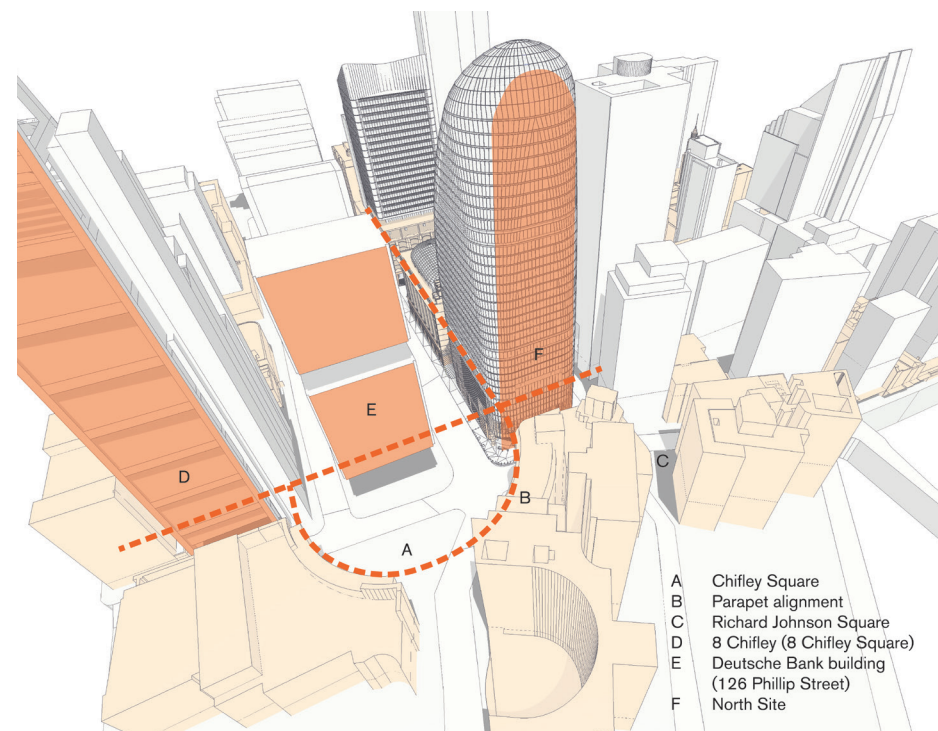 F
E
D
C
B
A
A Chifley Square
B Parapet alignment
C Richard Johnson Square
D 8 Chifley (8 Chifley Square)
E Deutsche Bank building
(126 Phillip Street)
F North Site